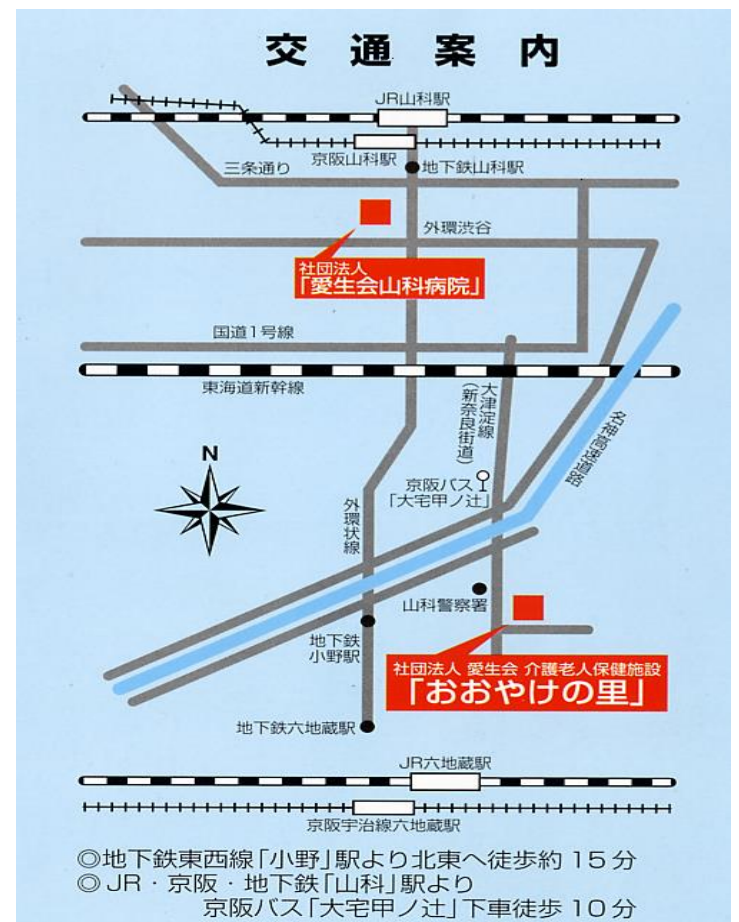 交通案内
JR山科駅
京阪山科駅
三条通り
地下鉄山科駅
外環渋谷
社団法人
「愛生会山科病院」
国道1号線
東海道新幹線
大津淀線
（新奈良街道）
名神高速道路
N
京阪バス
「大宅甲ノ辻」
外環状線
山科警察署
地下鉄
小野駅
社団法人 愛生会 介護老人保健施設
「おおやけの里」
地下鉄六地蔵駅
JR六地蔵駅
京阪宇治線六地蔵駅
◎地下鉄東西線「小野」駅より北東へ徒歩約 15分
◎JR・京阪・地下鉄「山科」駅より
京阪バス「大宅甲ノ辻」下車徒歩 10分